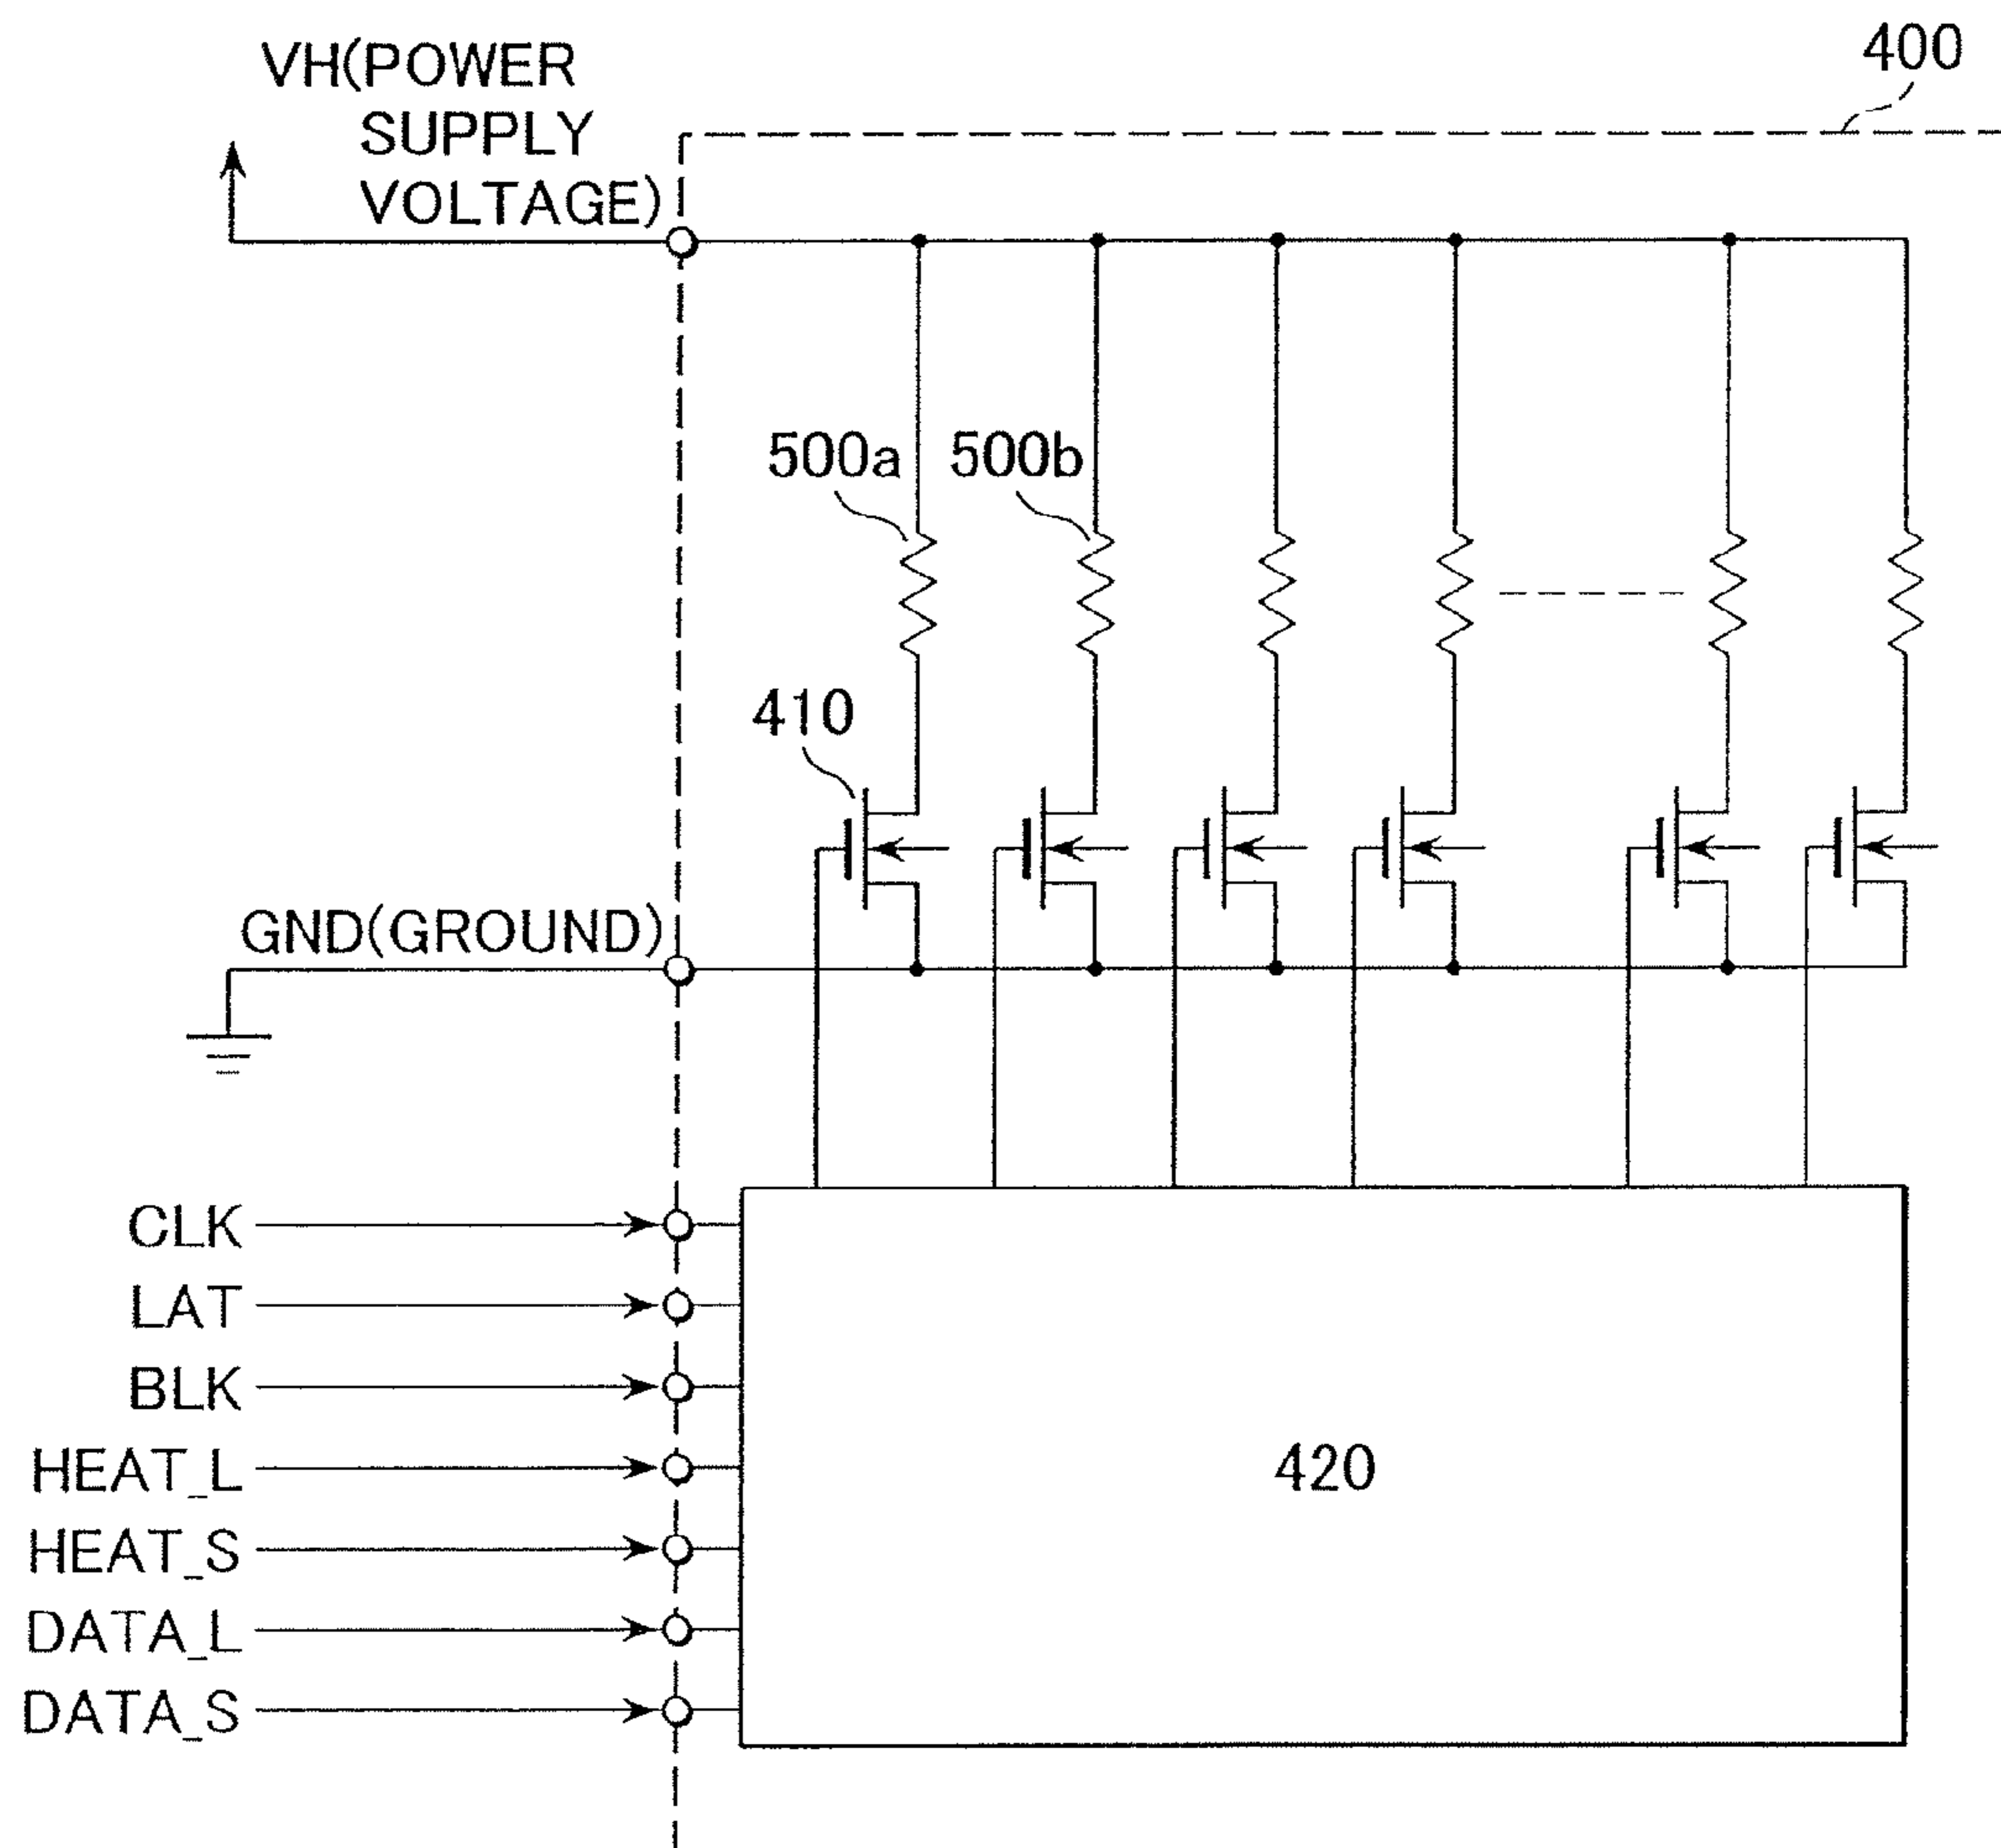 VH(POWER
SUPPLY
VOLTAGE)
400
500a
500b
410
GND(GROUND)
CLK
LAT
BLK
HEAT_L
HEAT_S
DATA_L
DATA_S
420